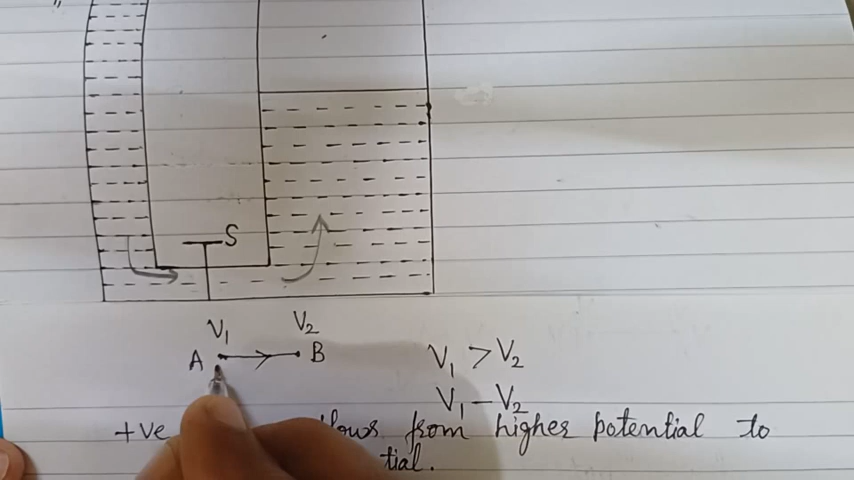 S
V₁ V₂
A B V₁ > V₂
V₁ – V₂
+ve flows from higher potential to
tial.